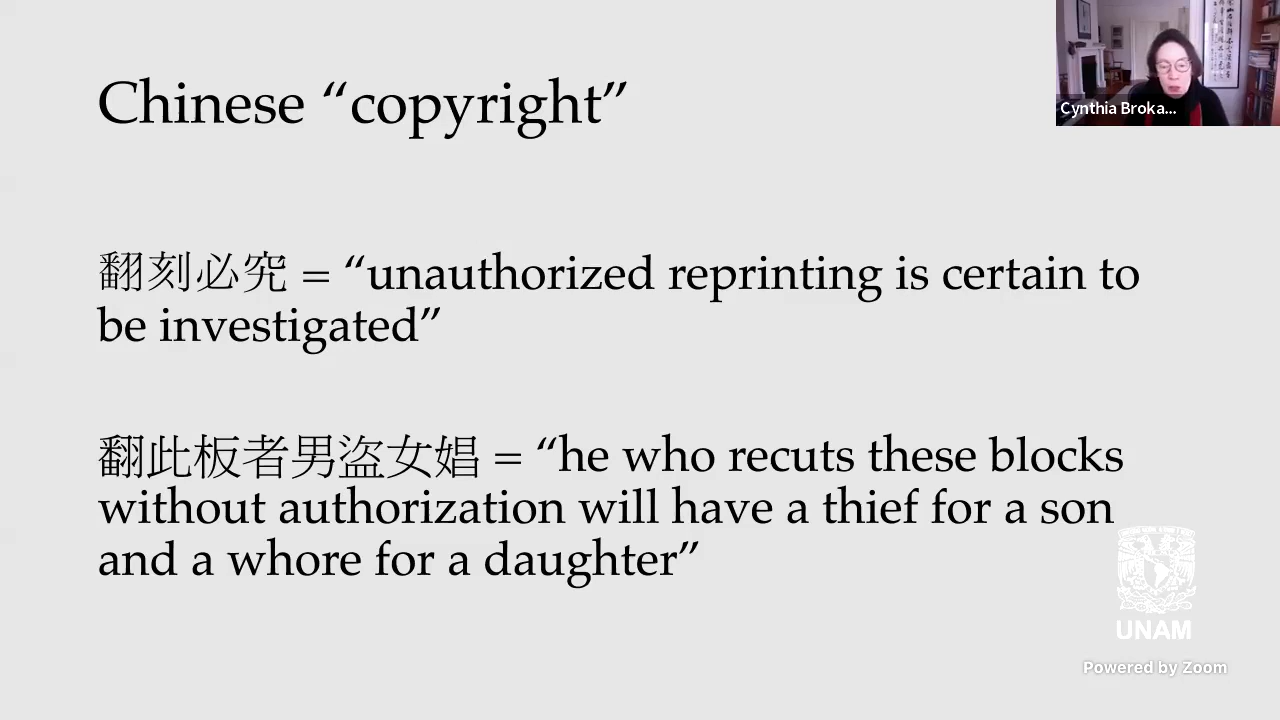 Chinese “copyright”
Cynthia Broka...
翻刻必究 = “unauthorized reprinting is certain to
be investigated”
翻此板者男盜女娼 = “he who recuts these blocks
without authorization will have a thief for a son
and a whore for a daughter”
UNAM
Powered by Zoom